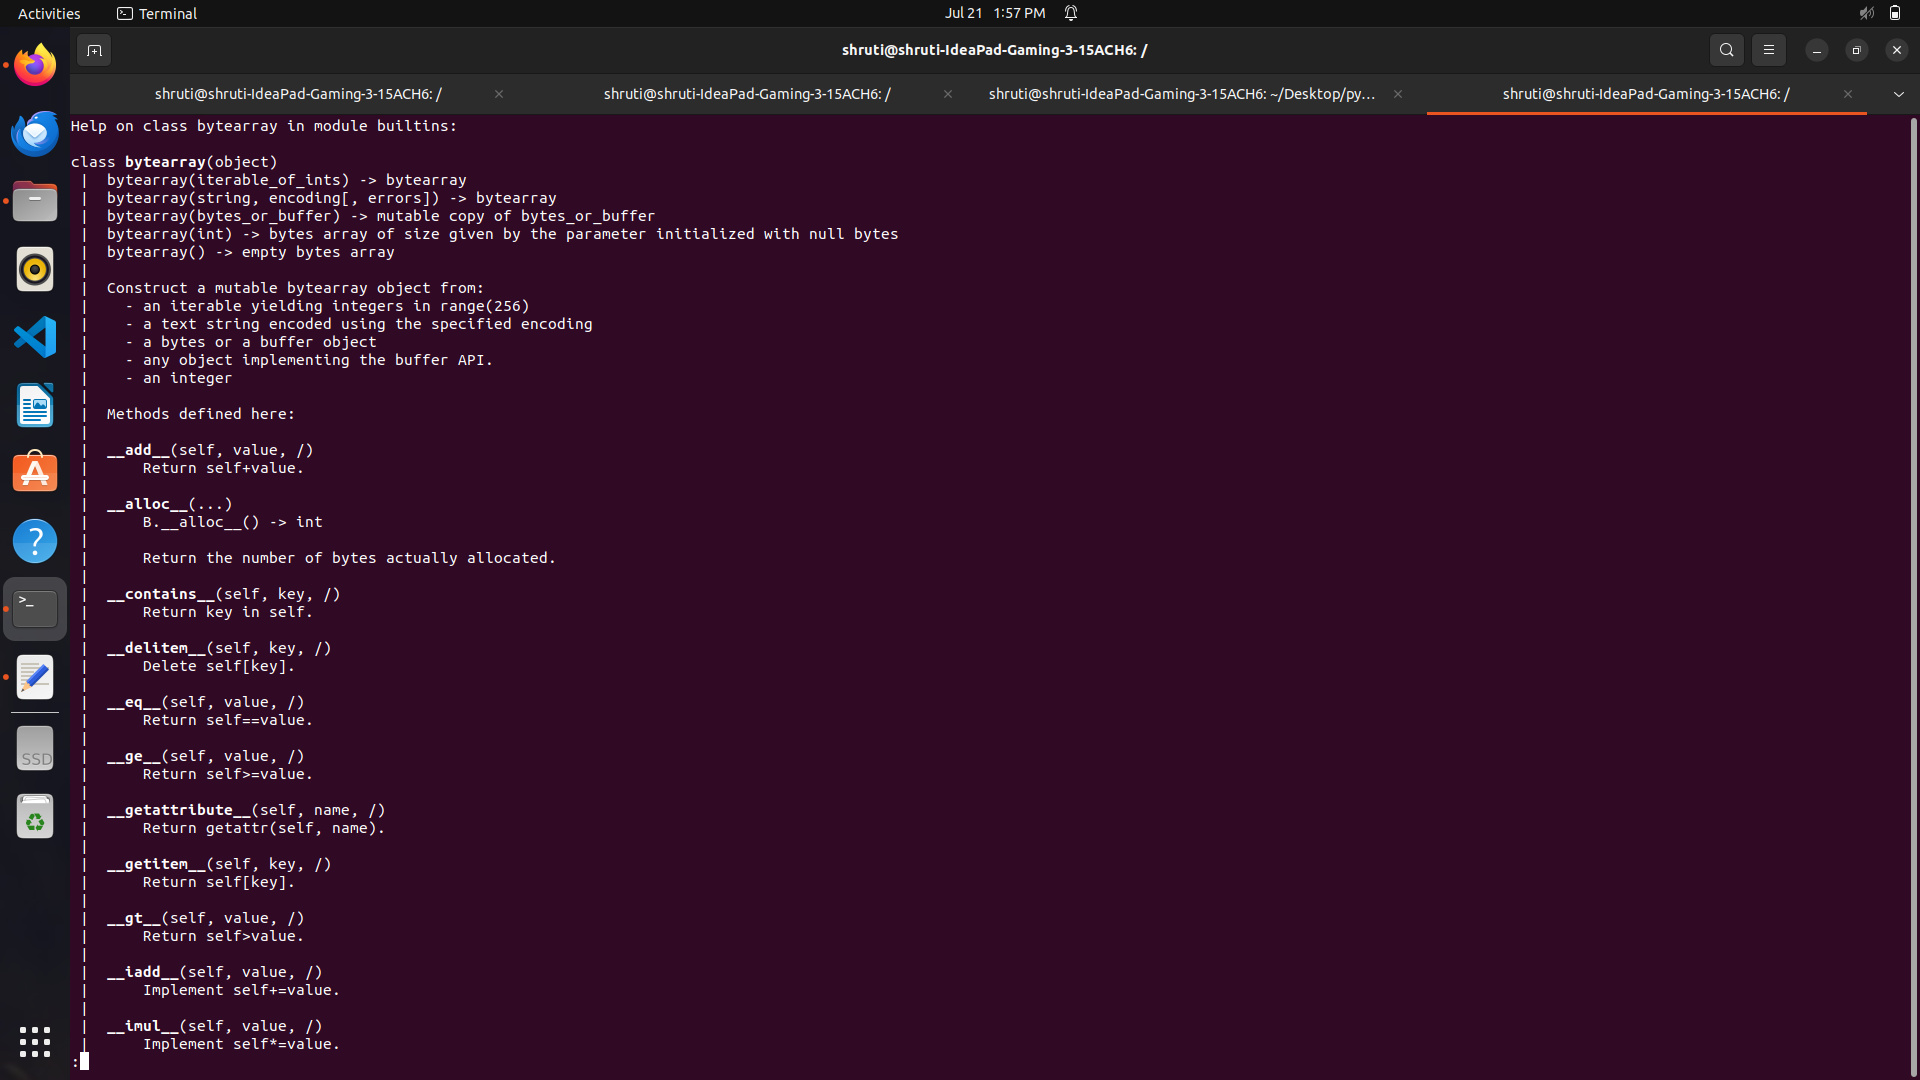 Activities
Terminal
Jul 21 1:57 PM
shruti@shruti-IdeaPad-Gaming-3-15ACH6: /
shruti@shruti-IdeaPad-Gaming-3-15ACH6: /
shruti@shruti-IdeaPad-Gaming-3-15ACH6: /
shruti@shruti-IdeaPad-Gaming-3-15ACH6: ~/Desktop/py...
shruti@shruti-IdeaPad-Gaming-3-15ACH6: /
Help on class bytearray in module builtins:

class bytearray(object)
 |  bytearray(iterable_of_ints) -> bytearray
 |  bytearray(string, encoding[, errors]) -> bytearray
 |  bytearray(bytes_or_buffer) -> mutable copy of bytes_or_buffer
 |  bytearray(int) -> bytes array of size given by the parameter initialized with null bytes
 |  bytearray() -> empty bytes array
 |
 |  Construct a mutable bytearray object from:
 |    - an iterable yielding integers in range(256)
 |    - a text string encoded using the specified encoding
 |    - a bytes or a buffer object
 |    - any object implementing the buffer API.
 |    - an integer
 |
 |  Methods defined here:
 |
 |  __add__(self, value, /)
 |      Return self+value.
 |
 |  __alloc__(...)
 |      B.__alloc__() -> int
 |
 |      Return the number of bytes actually allocated.
 |
 |  __contains__(self, key, /)
 |      Return key in self.
 |
 |  __delitem__(self, key, /)
 |      Delete self[key].
 |
 |  __eq__(self, value, /)
 |      Return self==value.
 |
 |  __ge__(self, value, /)
 |      Return self>=value.
 |
 |  __getattribute__(self, name, /)
 |      Return getattr(self, name).
 |
 |  __getitem__(self, key, /)
 |      Return self[key].
 |
 |  __gt__(self, value, /)
 |      Return self>value.
 |
 |  __iadd__(self, value, /)
 |      Implement self+=value.
 |
 |  __imul__(self, value, /)
 |      Implement self*=value.
:
>_
SSD